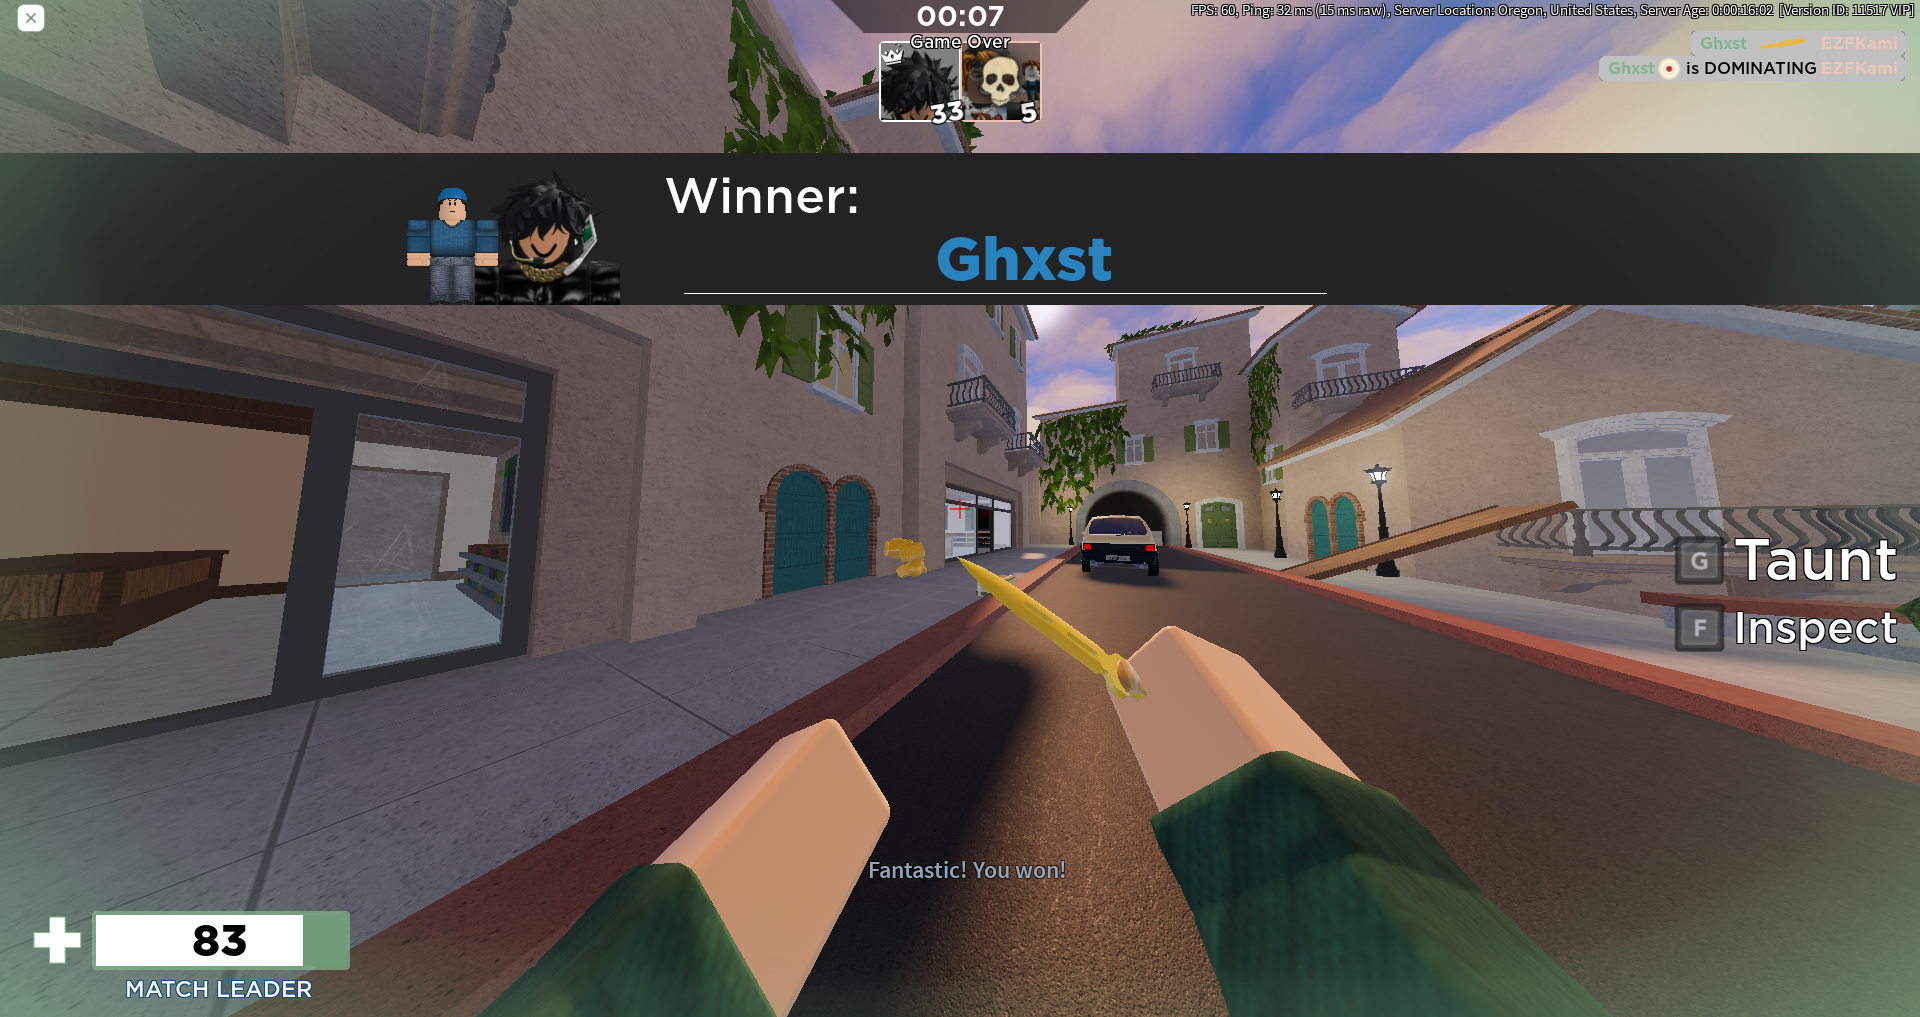 00:07
Game Over
FPS: 60, Ping: 32 ms (15 ms raw), Server Location: Oregon, United States, Server Age: 0:00:16:02 [Version ID: 11517 VIP]
Ghxst EZFKami
Ghxst is DOMINATING EZFKami
33
5
Winner:
Ghxst
G Taunt
F Inspect
Fantastic! You won!
83
MATCH LEADER